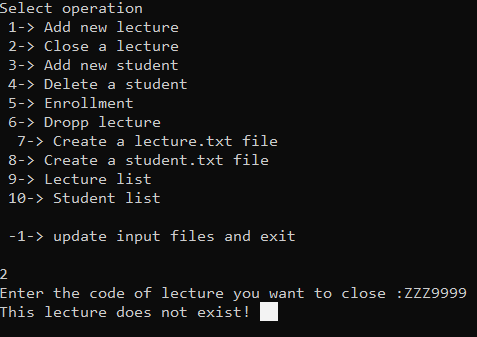 Select operation
1-> Add new lecture
2-> Close a lecture
3-> Add new student
4-> Delete a student
5-> Enrollment
6-> Dropp lecture
7-> Create a lecture.txt file
8-> Create a student.txt file
9-> Lecture list
10-> Student list
-1-> update input files and exit
2
Enter the code of lecture you want to close :ZZZ9999
This lecture does not exist!